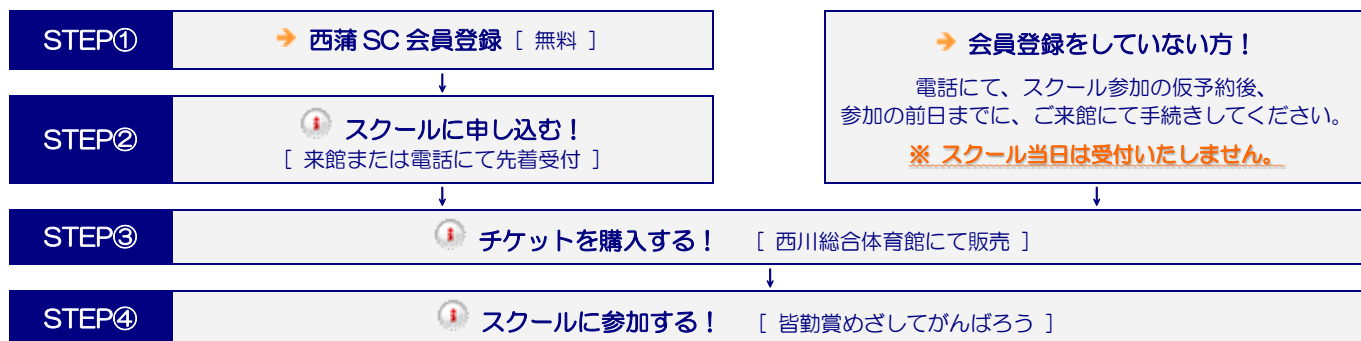 STEP① 西蒲SC会員登録 [ 無料 ]
↓
STEP② スクールに申し込む！
[ 来館または電話にて先着受付 ]
↓
会員登録をしていない方！
電話にて、スクール参加の仮予約後、
参加の前日までに、ご来館にて手続きしてください。
※ スクール当日は受付いたしません。
↓
STEP③ チケットを購入する！ [ 西川総合体育館にて販売 ]
↓
STEP④ スクールに参加する！ [ 皆勤賞めざしてがんばろう ]